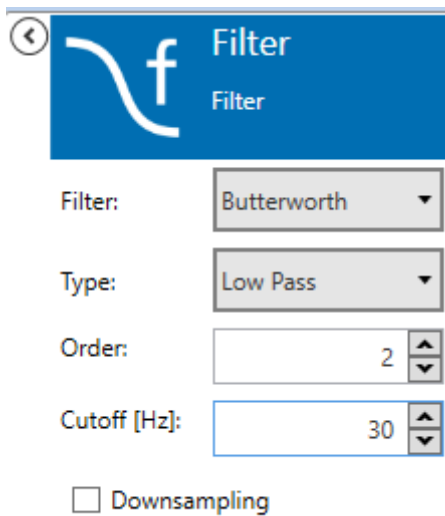 f
Filter
Filter
Filter: Butterworth
Type: Low Pass
Order: 2
Cutoff [Hz]: 30
Downsampling